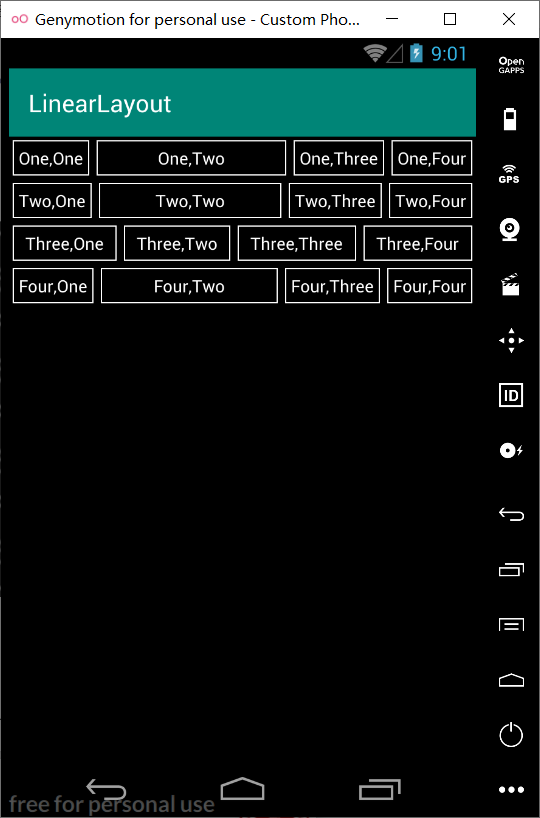 Genymotion for personal use - Custom Pho...
9:01
Open
GAPPS
LinearLayout
One,One One,Two One,Three One,Four
GPS
Two,One Two,Two Two,Three Two,Four
Three,One Three,Two Three,Three Three,Four
Four,One Four,Two Four,Three Four,Four
ID
free for personal use